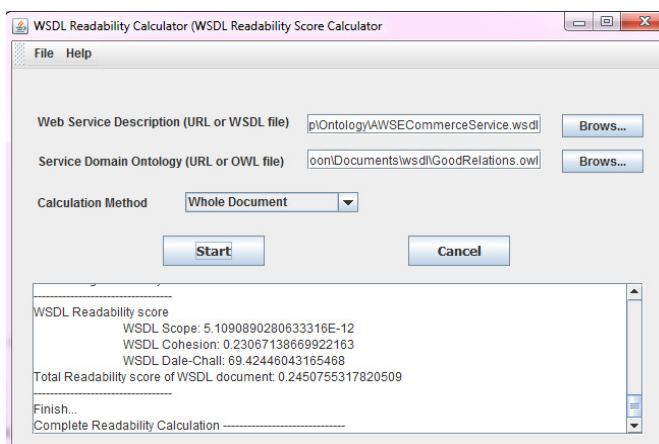 WSDL Readability Calculator (WSDL Readability Score Calculator
File Help
Web Service Description (URL or WSDL file) p\Ontology\AWSECommerceService.wsdl Brows...
Service Domain Ontology (URL or OWL file) oon\Documents\wsdl\GoodRelations.owl Brows...
Calculation Method Whole Document
Start Cancel
----------------------------------
WSDL Readability score
WSDL Scope: 5.1090890280633316E-12
WSDL Cohesion: 0.23067138669922163
WSDL Dale-Chall: 69.42446043165468
Total Readability score of WSDL document: 0.2450755317820509
----------------------------------
Finish...
Complete Readability Calculation ------------------------------